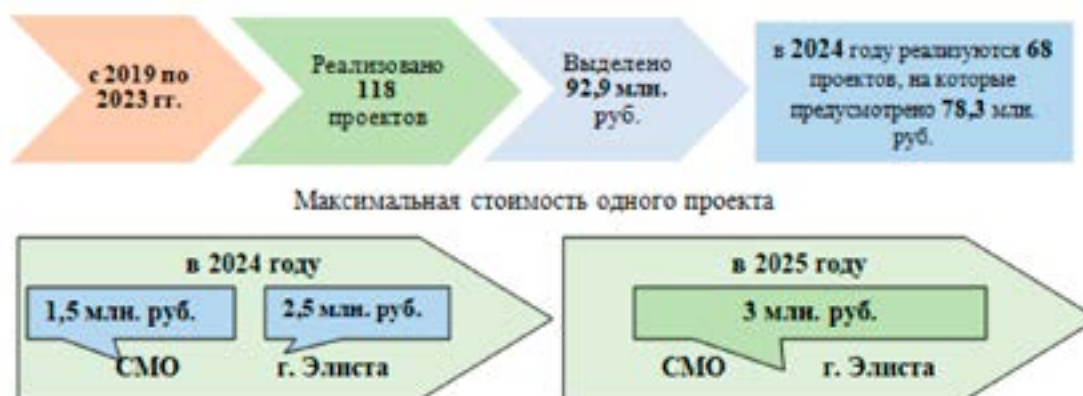 с 2019 по
2023 гг.
Реализовано
118
проектов
Выделено
92,9 млн.
руб.
в 2024 году реализуются 68
проектов, на которые
предусмотрено 78,3 млн.
руб.
Максимальная стоимость одного проекта
в 2024 году
1,5 млн. руб.
2,5 млн. руб.
СМО
г. Элиста
в 2025 году
3 млн. руб.
СМО
г. Элиста